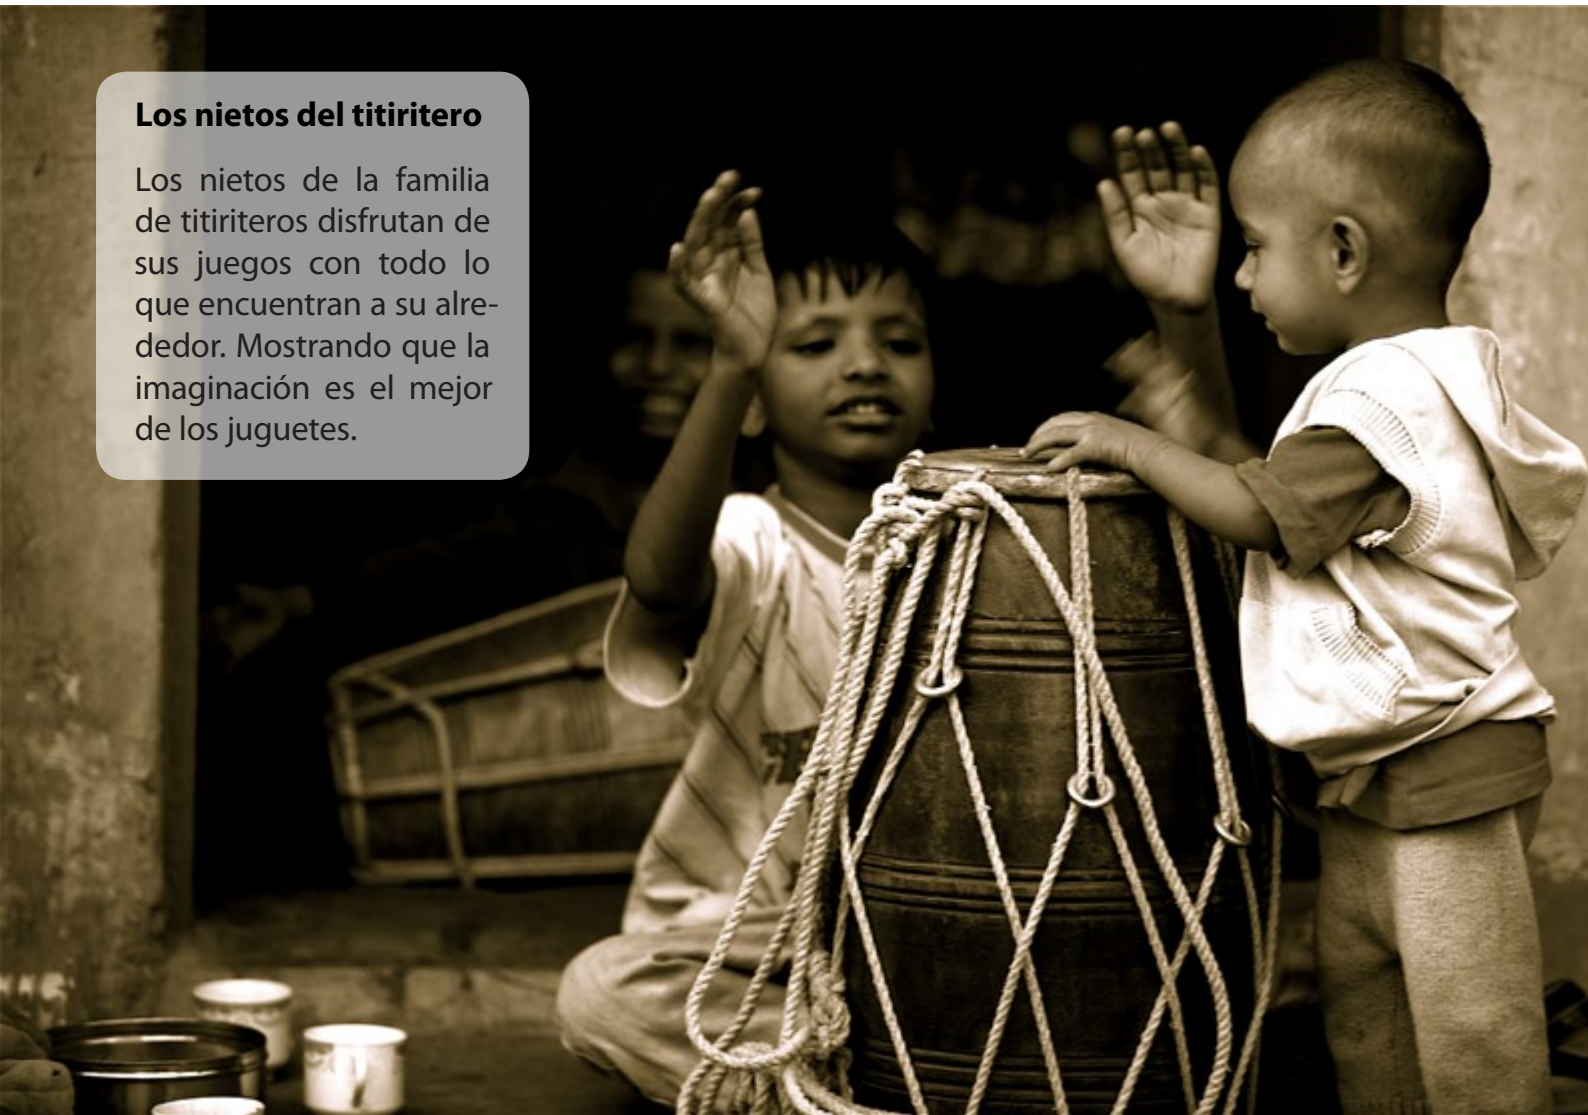 Los nietos del titiritero
Los nietos de la familia
de titiriteros disfrutan de
sus juegos con todo lo
que encuentran a su alre-
dedor. Mostrando que la
imaginación es el mejor
de los juguetes.